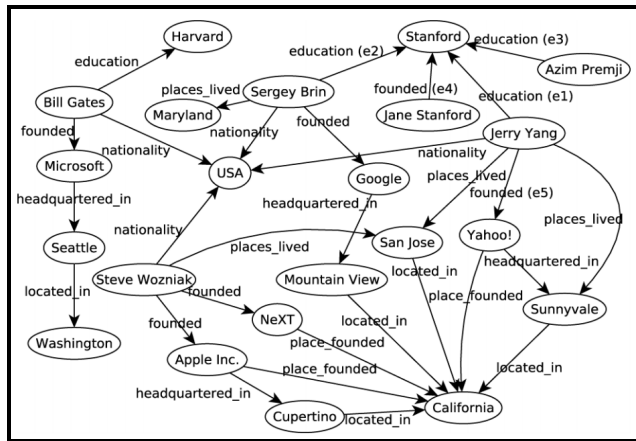 Harvard
Stanford
education
education (e2)
education (e3)
Azim Premji
Bill Gates
places_lived
Sergey Brin
founded (e4)
education (e1)
Maryland
Jane Stanford
founded
nationality
nationality
founded
Jerry Yang
Microsoft
USA
Google
nationality
places_lived
headquartered_in
headquartered_in
founded (e5)
places_lived
nationality
Seattle
places_lived
San Jose
Yahoo!
Steve Wozniak
Mountain View
located_in
headquartered_in
located_in
founded
place_founded
Sunnyvale
founded
NeXT
located_in
Washington
place_founded
Apple Inc.
place_founded
located_in
headquartered_in
Cupertino
located_in
California